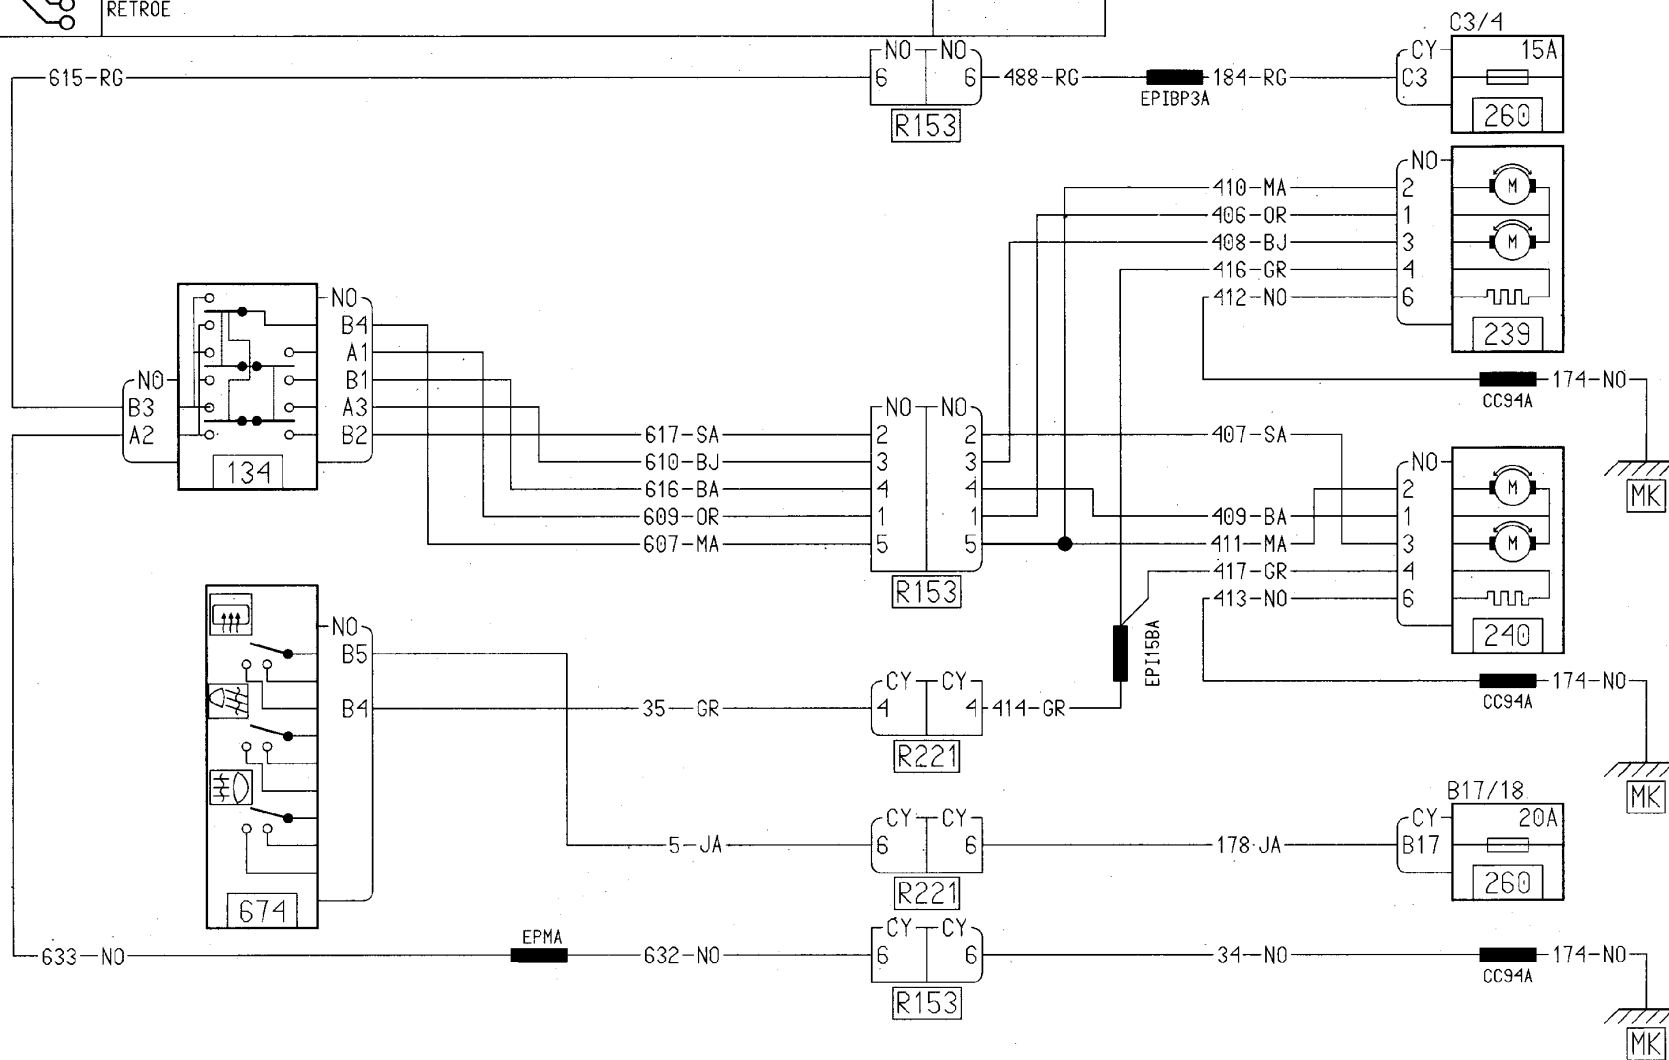 RETROE
C3/4
NO NO
CY 15A
615-RG
6 6
488-RG
184-RG
C3
EPIBP3A
260
R153
NO
410-MA
2
M
406-OR
1
408-BJ
3
M
416-GR
4
412-NO
6
239
NO
B4
A1
B1
A3
B2
NO
B3
A2
134
174-NO
CC94A
MK
NO NO
617-SA
2 2
407-SA
610-BJ
3 3
616-BA
4 4
609-OR
1 1
607-MA
5 5
R153
NO
2
M
409-BA
1
411-MA
3
M
417-GR
4
413-NO
6
240
EPI15BA
174-NO
CC94A
MK
NO
B5
B4
674
CY CY
35-GR
4 4
414-GR
R221
B17/18
CY CY
CY 20A
5-JA
6 6
178-JA
B17
R221
260
CY CY
633-NO
EPMA
632-NO
6 6
34-NO
174-NO
CC94A
R153
MK